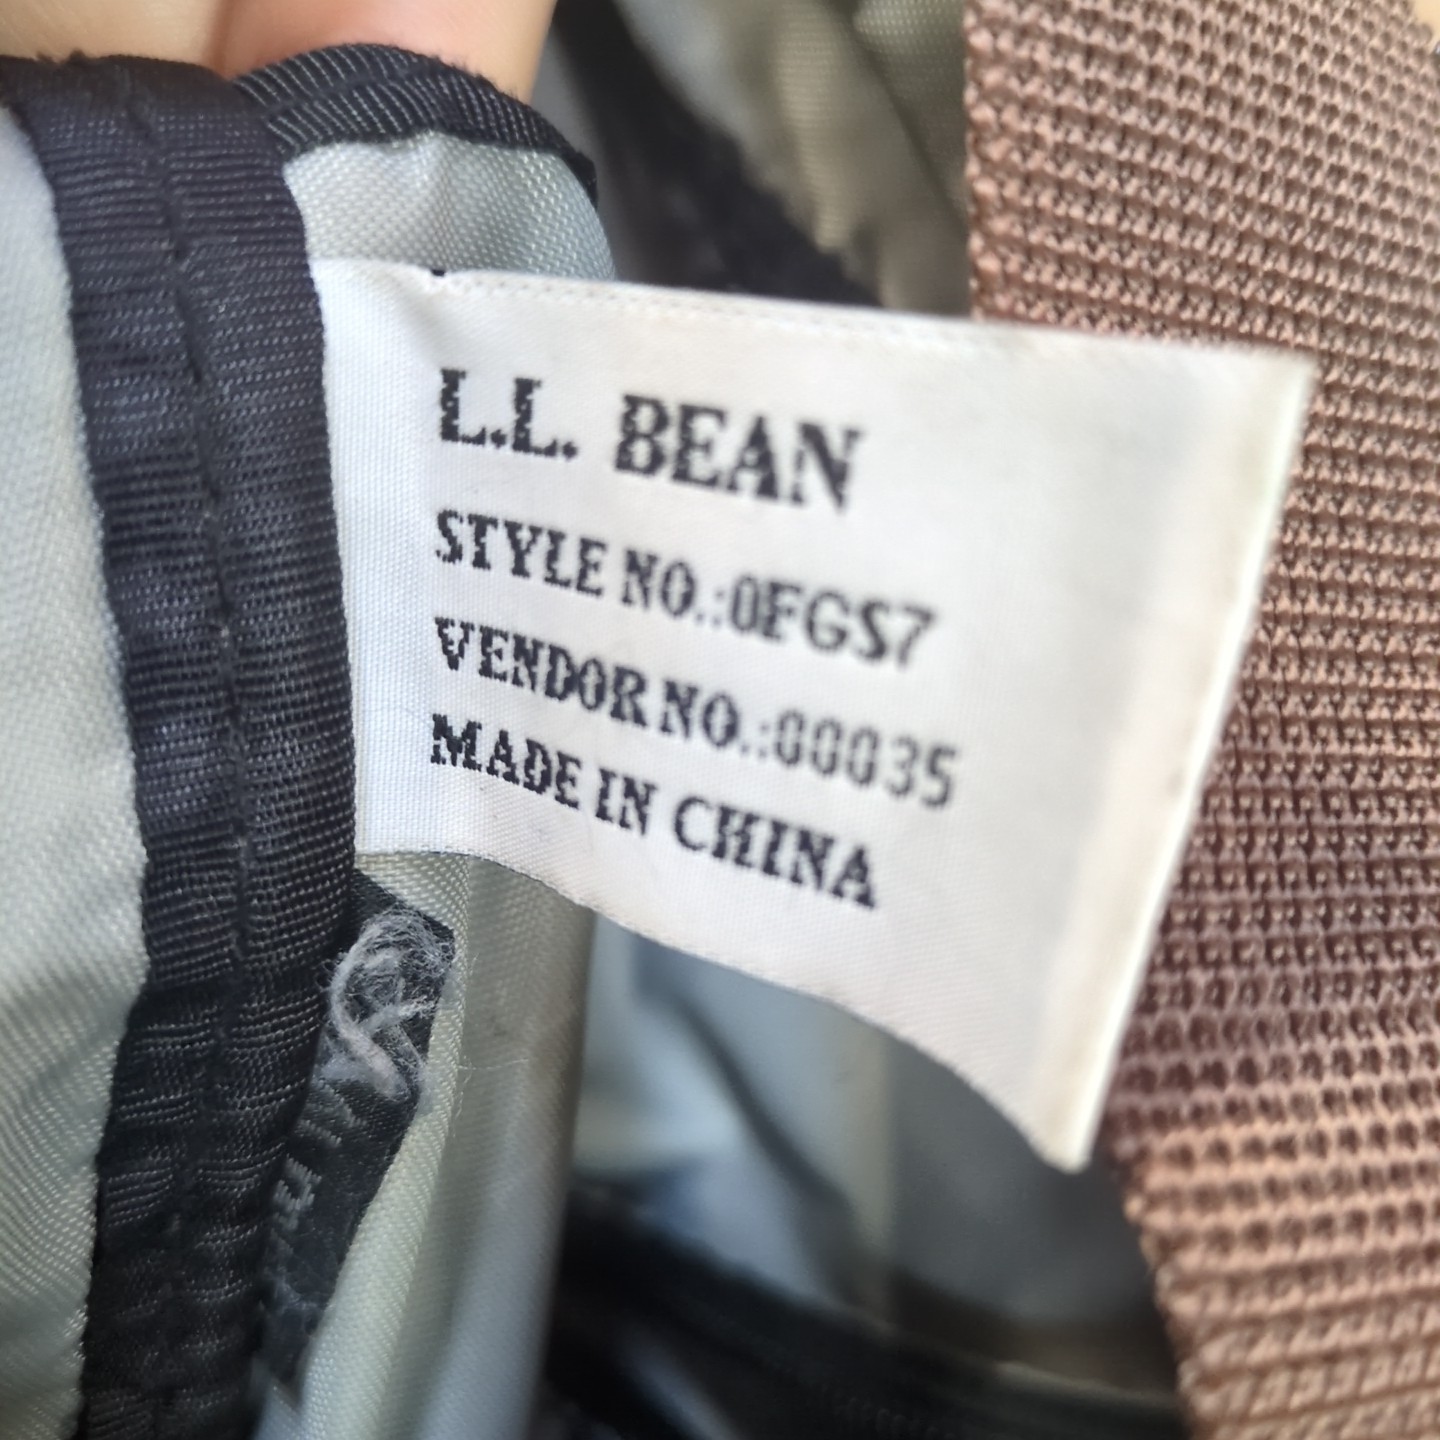 L.L. BEAN
STYLE NO.:0FGS7
VENDOR NO.:00035
MADE IN CHINA